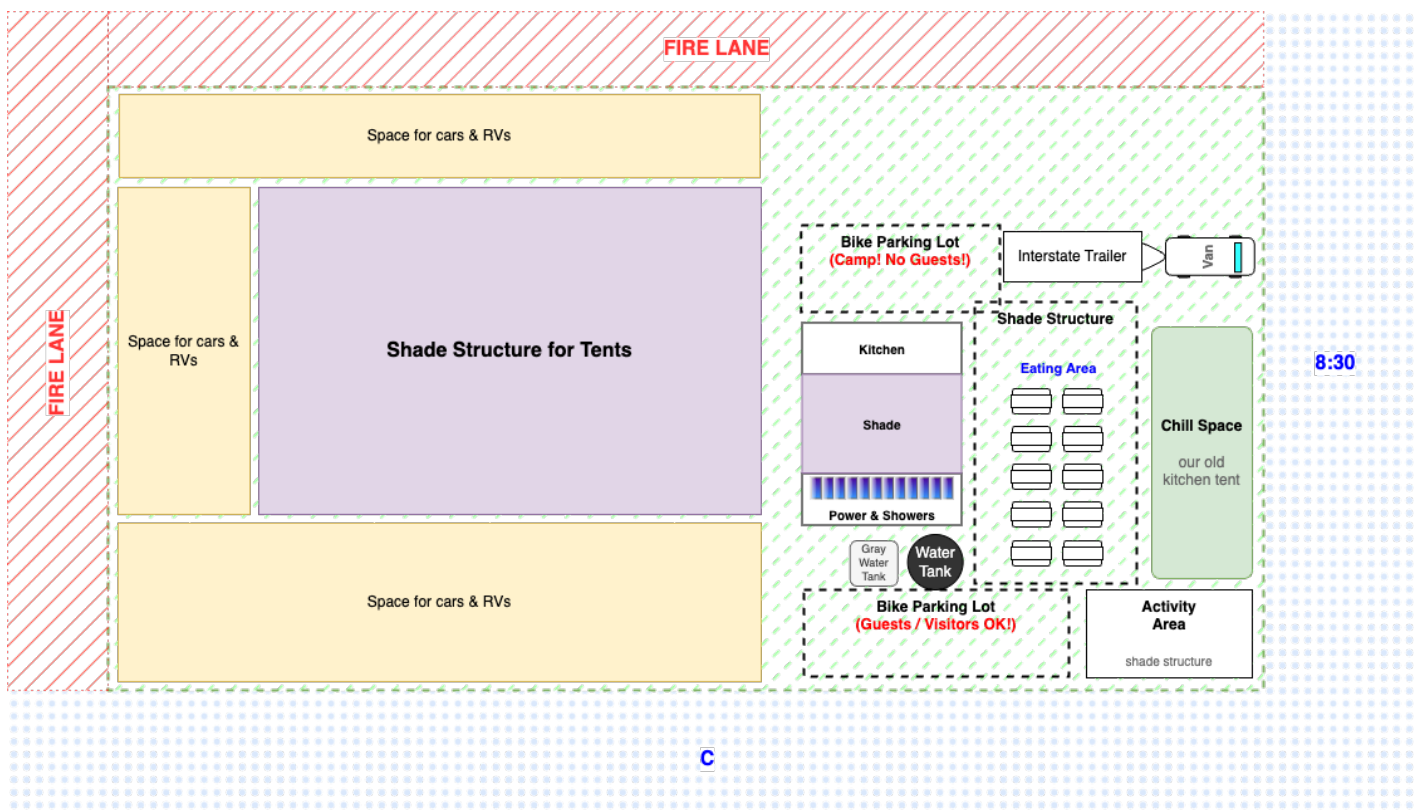 FIRE LANE
Space for cars & RVs
FIRE LANE
Space for cars &
RVs
Shade Structure for Tents
Space for cars & RVs
Bike Parking Lot
(Camp! No Guests!)
Interstate Trailer
Van
Kitchen
Shade
Power & Showers
Shade Structure
Eating Area
Chill Space
our old
kitchen tent
8:30
Gray
Water
Tank
Water
Tank
Bike Parking Lot
(Guests / Visitors OK!)
Activity
Area
shade structure
C